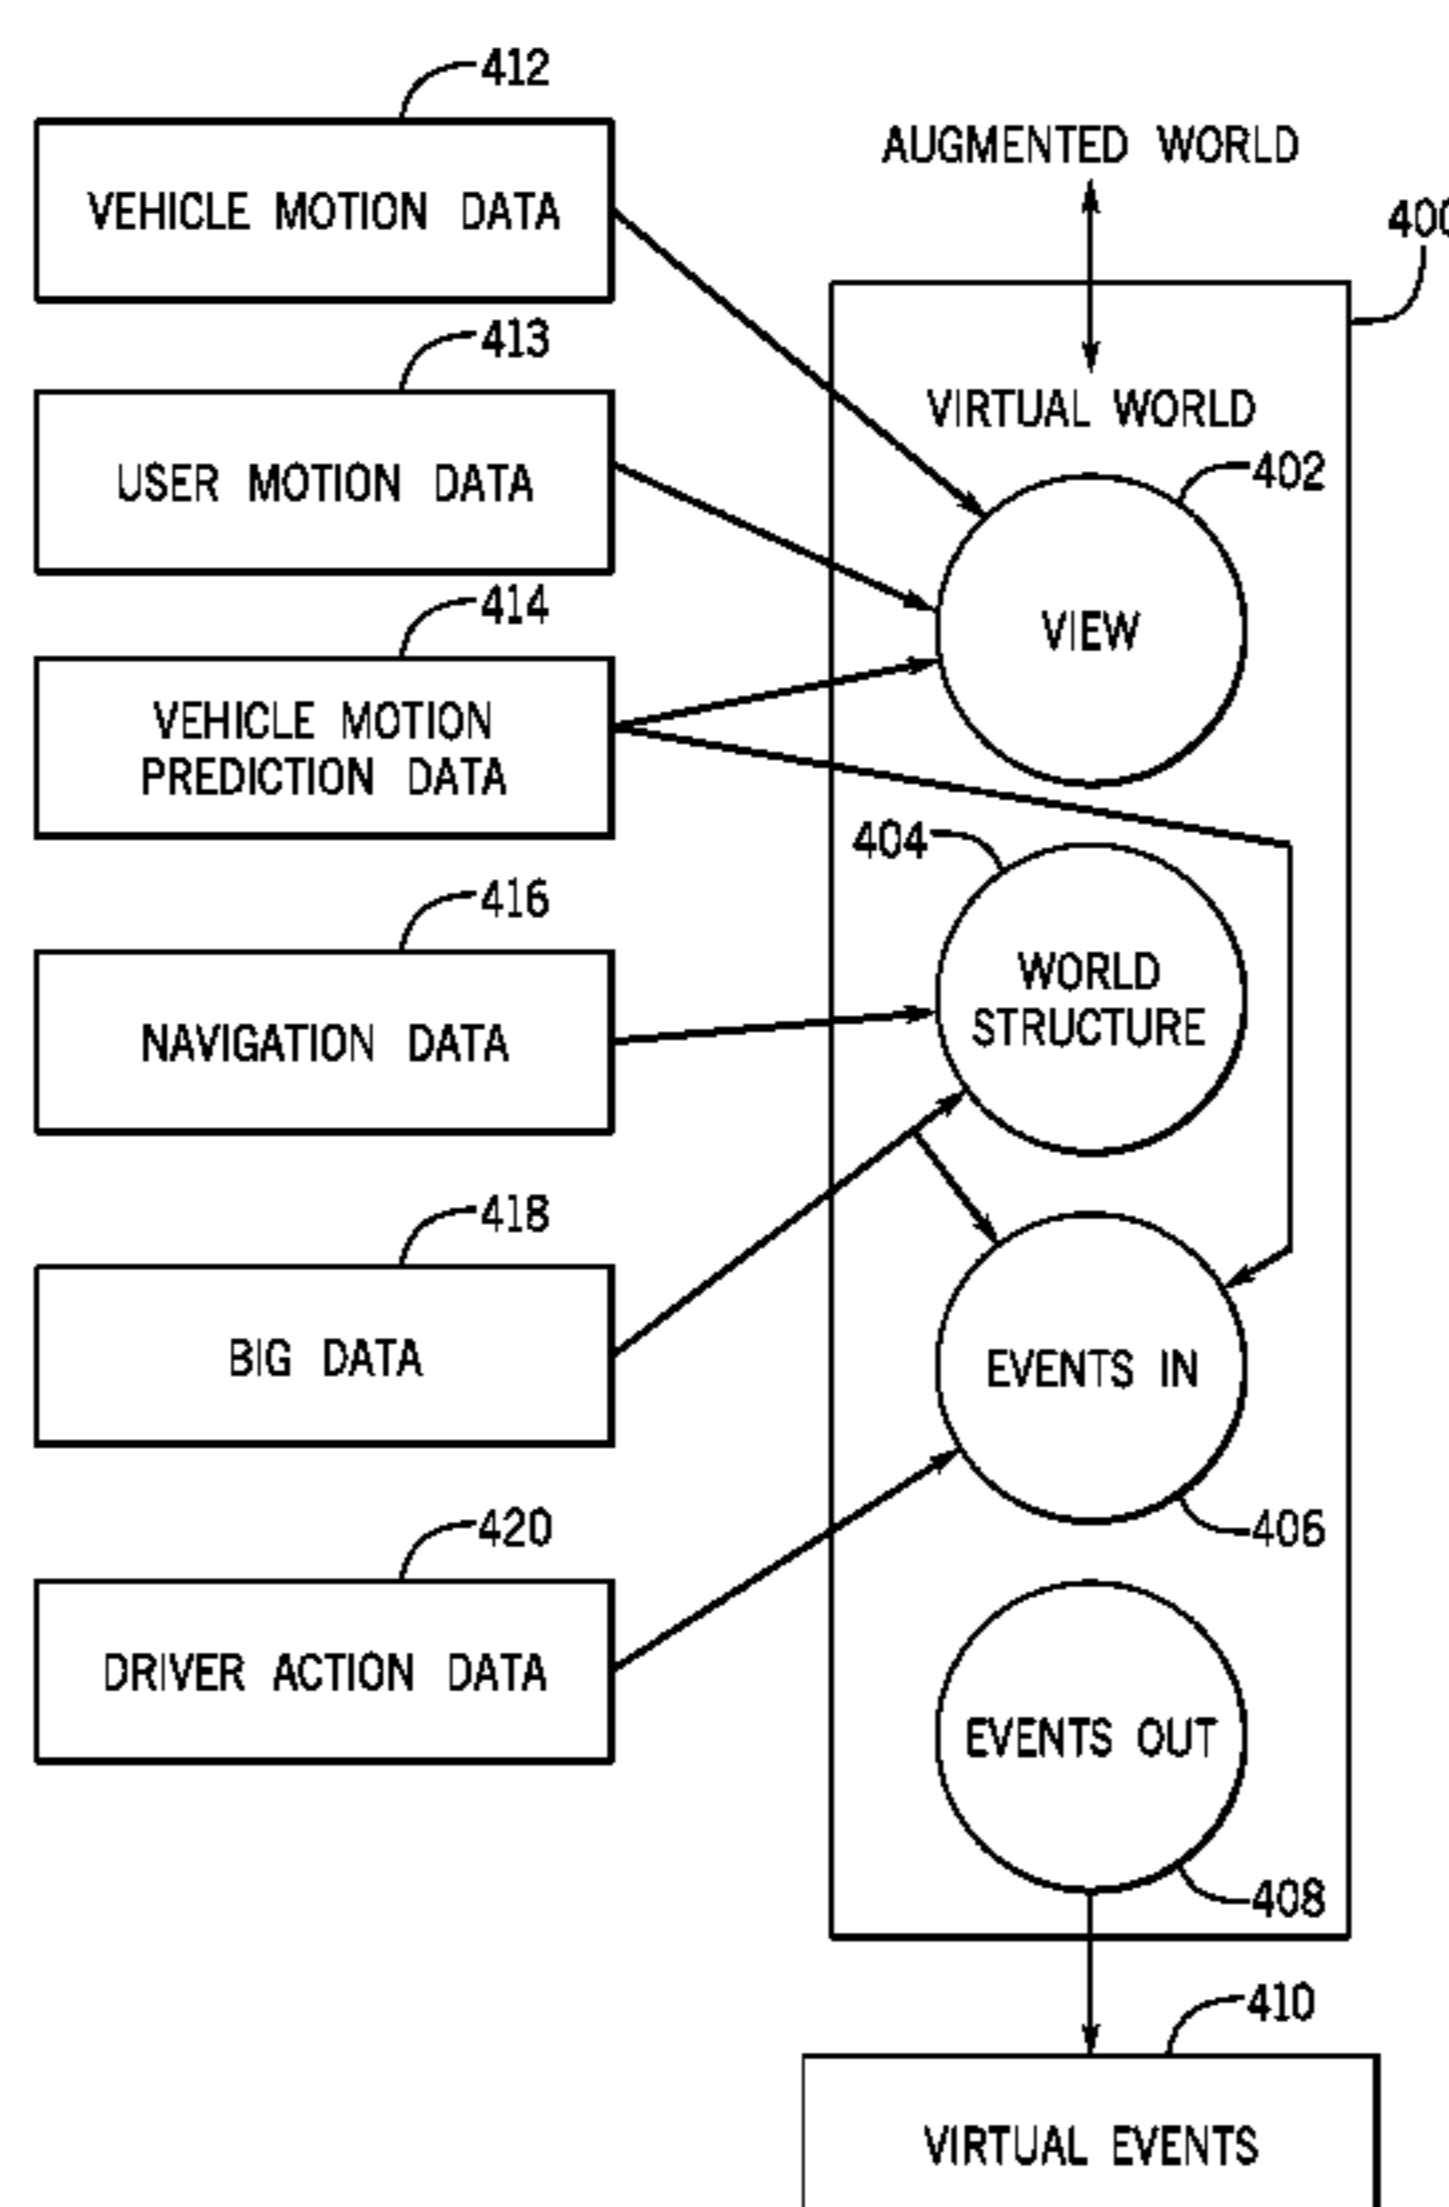 412
VEHICLE MOTION DATA
413
USER MOTION DATA
414
VEHICLE MOTION
PREDICTION DATA
416
NAVIGATION DATA
418
BIG DATA
420
DRIVER ACTION DATA
AUGMENTED WORLD
400
VIRTUAL WORLD
402
VIEW
404
WORLD
STRUCTURE
EVENTS IN
406
EVENTS OUT
408
410
VIRTUAL EVENTS